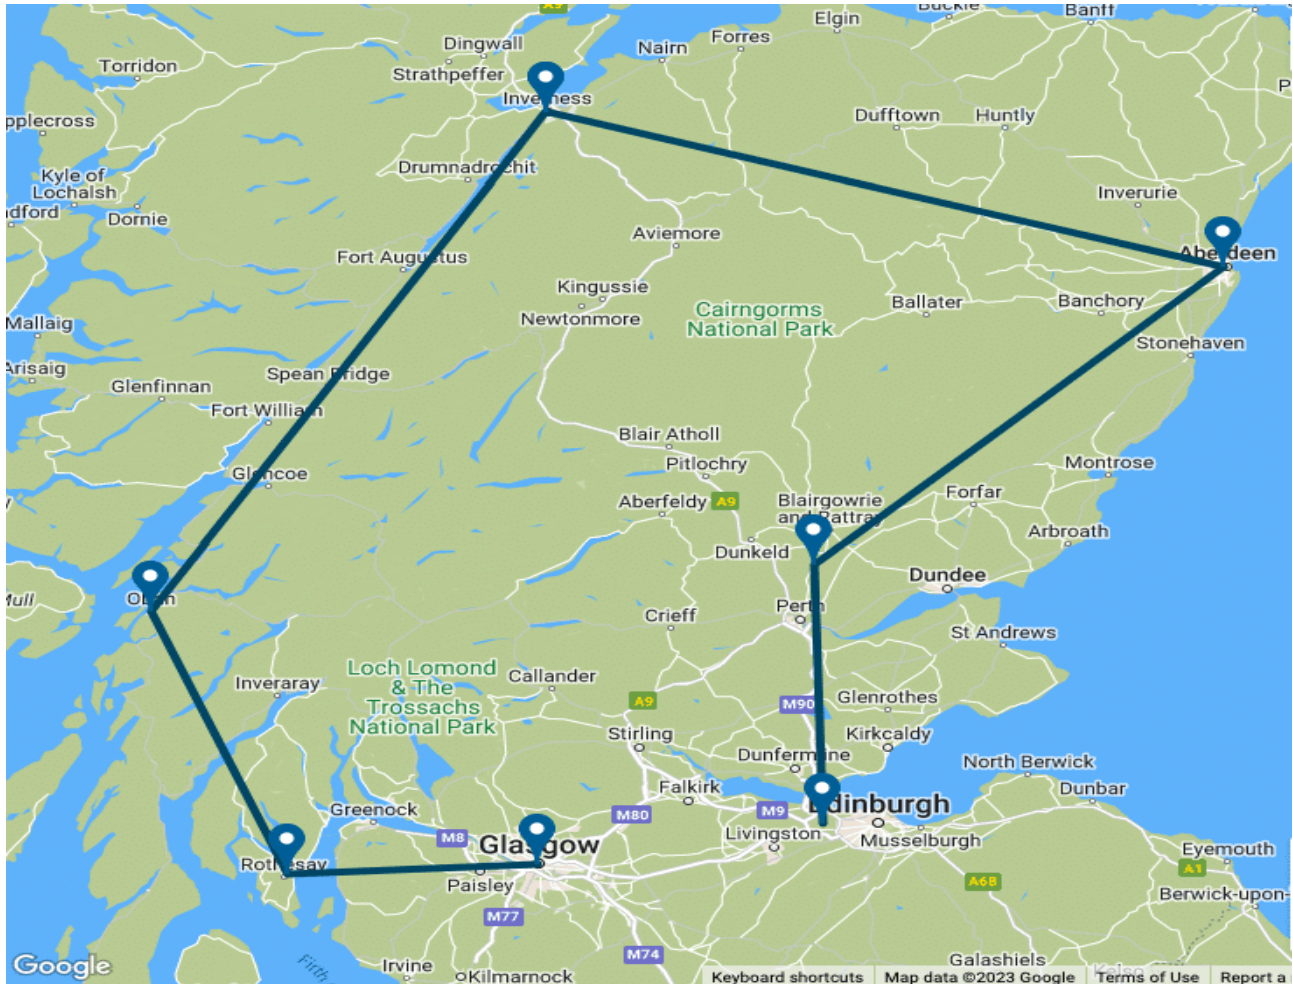 A9
Elgin
Buckie
Banff
Dingwall
Nairn
Forres
Torridon
Strathpeffer
Inverness
Dufftown
Huntly
pplecross
Drumnadrochit
Kyle of
Lochalsh
Inverurie
dford
Dornie
Aviemore
Aberdeen
Fort Augustus
Kingussie
Newtonmore
Cairngorms
National Park
Ballater
Banchory
Mallaig
Stonehaven
Arisaig
Glenfinnan
Spean Bridge
Fort William
Blair Atholl
Pitlochry
Montrose
Glencoe
Aberfeldy
A9
Blairgowrie
and Rattray
Forfar
Arbroath
Dunkeld
Dundee
Mull
Oban
Crieff
Perth
St Andrews
Loch Lomond
& The
Trossachs
National Park
Inveraray
Callander
A9
M90
Glenrothes
Stirling
Kirkcaldy
Dunfermline
North Berwick
Falkirk
Dunbar
Greenock
M80
M9
Edinburgh
M8
Glasgow
Livingston
Musselburgh
Eyemouth
Rothesay
Paisley
A68
A1
Berwick-upon-
M77
M74
Firth
Irvine
Kilmarnock
Galashiels
Kelso
Google
Keyboard shortcuts
Map data ©2023 Google
Terms of Use
Report a